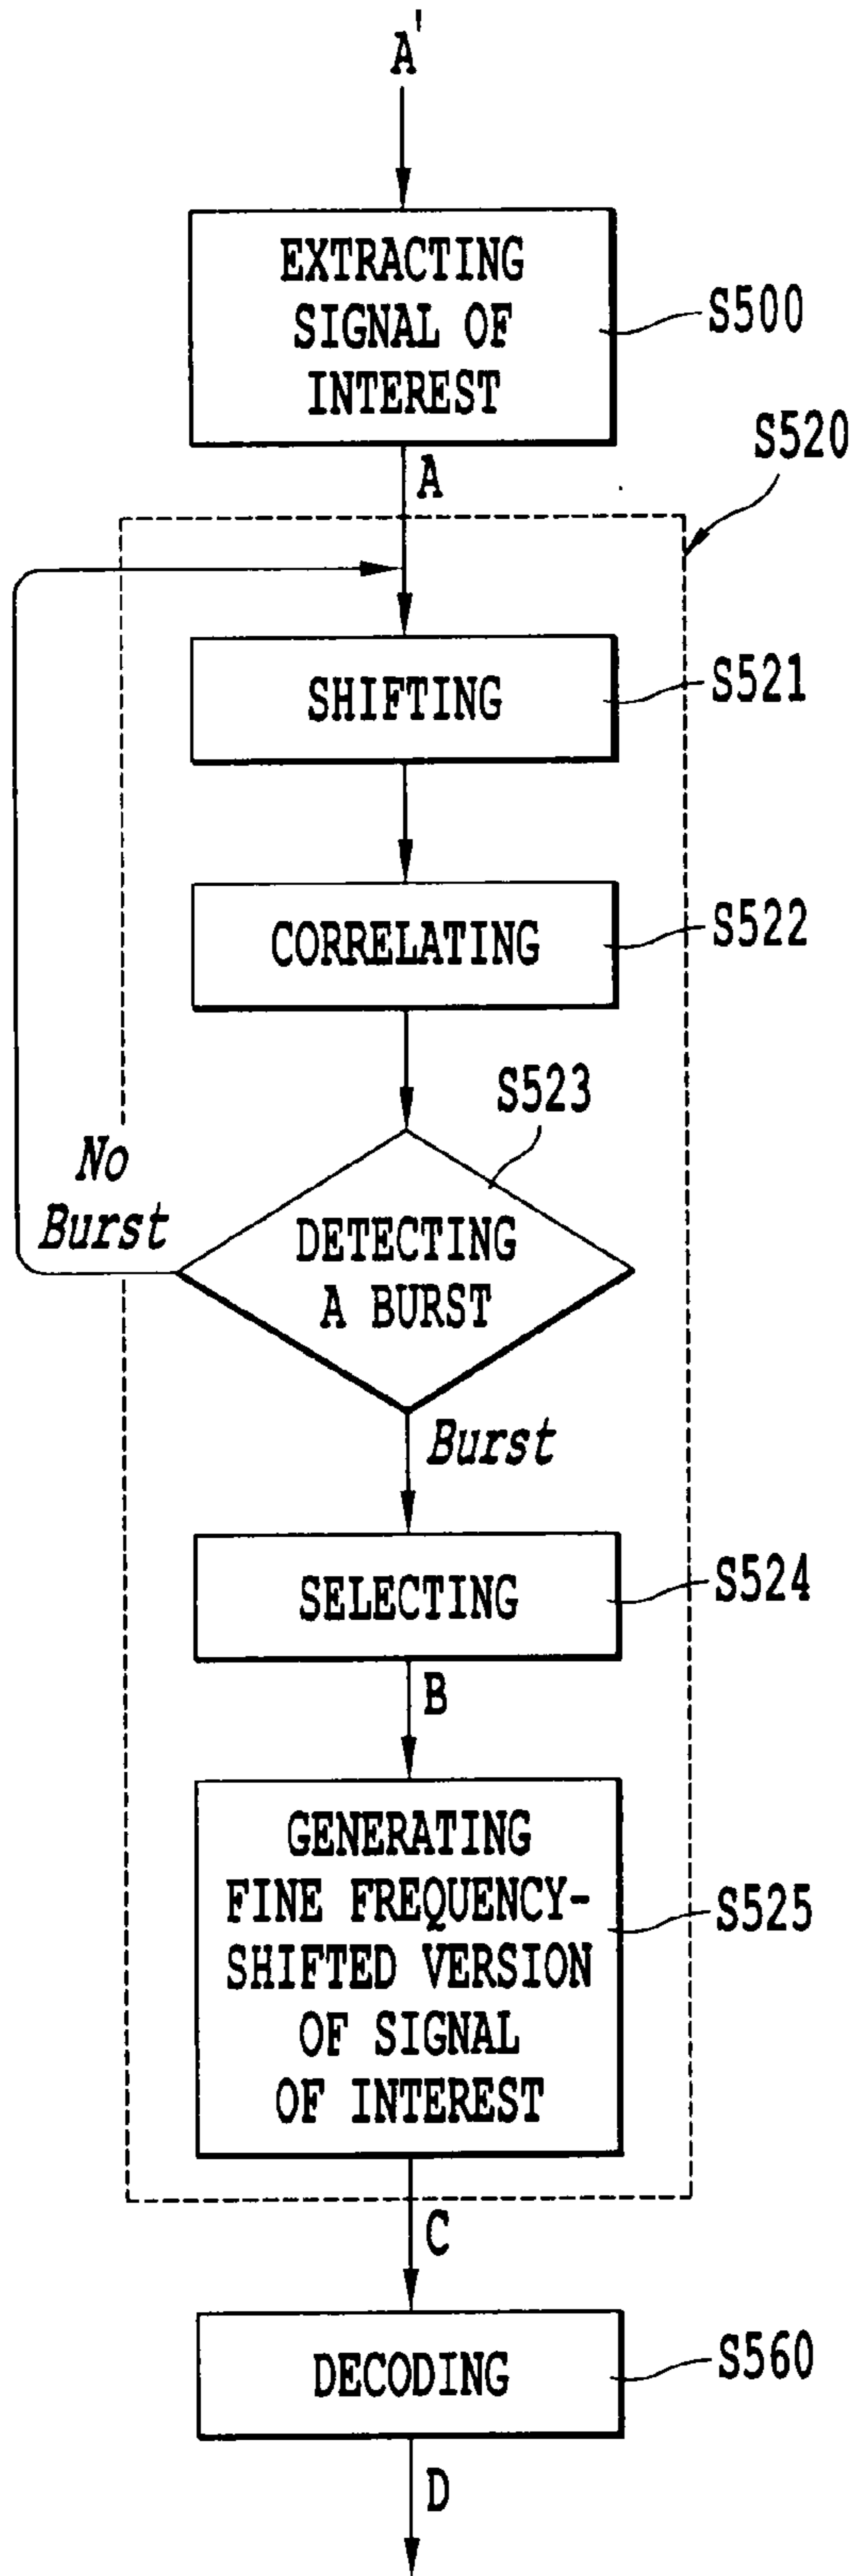 A'
EXTRACTING
SIGNAL OF
INTEREST
S500
A
S520
SHIFTING
S521
CORRELATING
S522
S523
No
Burst
DETECTING
A BURST
Burst
SELECTING
S524
B
GENERATING
FINE FREQUENCY-
SHIFTED VERSION
OF SIGNAL
OF INTEREST
S525
C
DECODING
S560
D